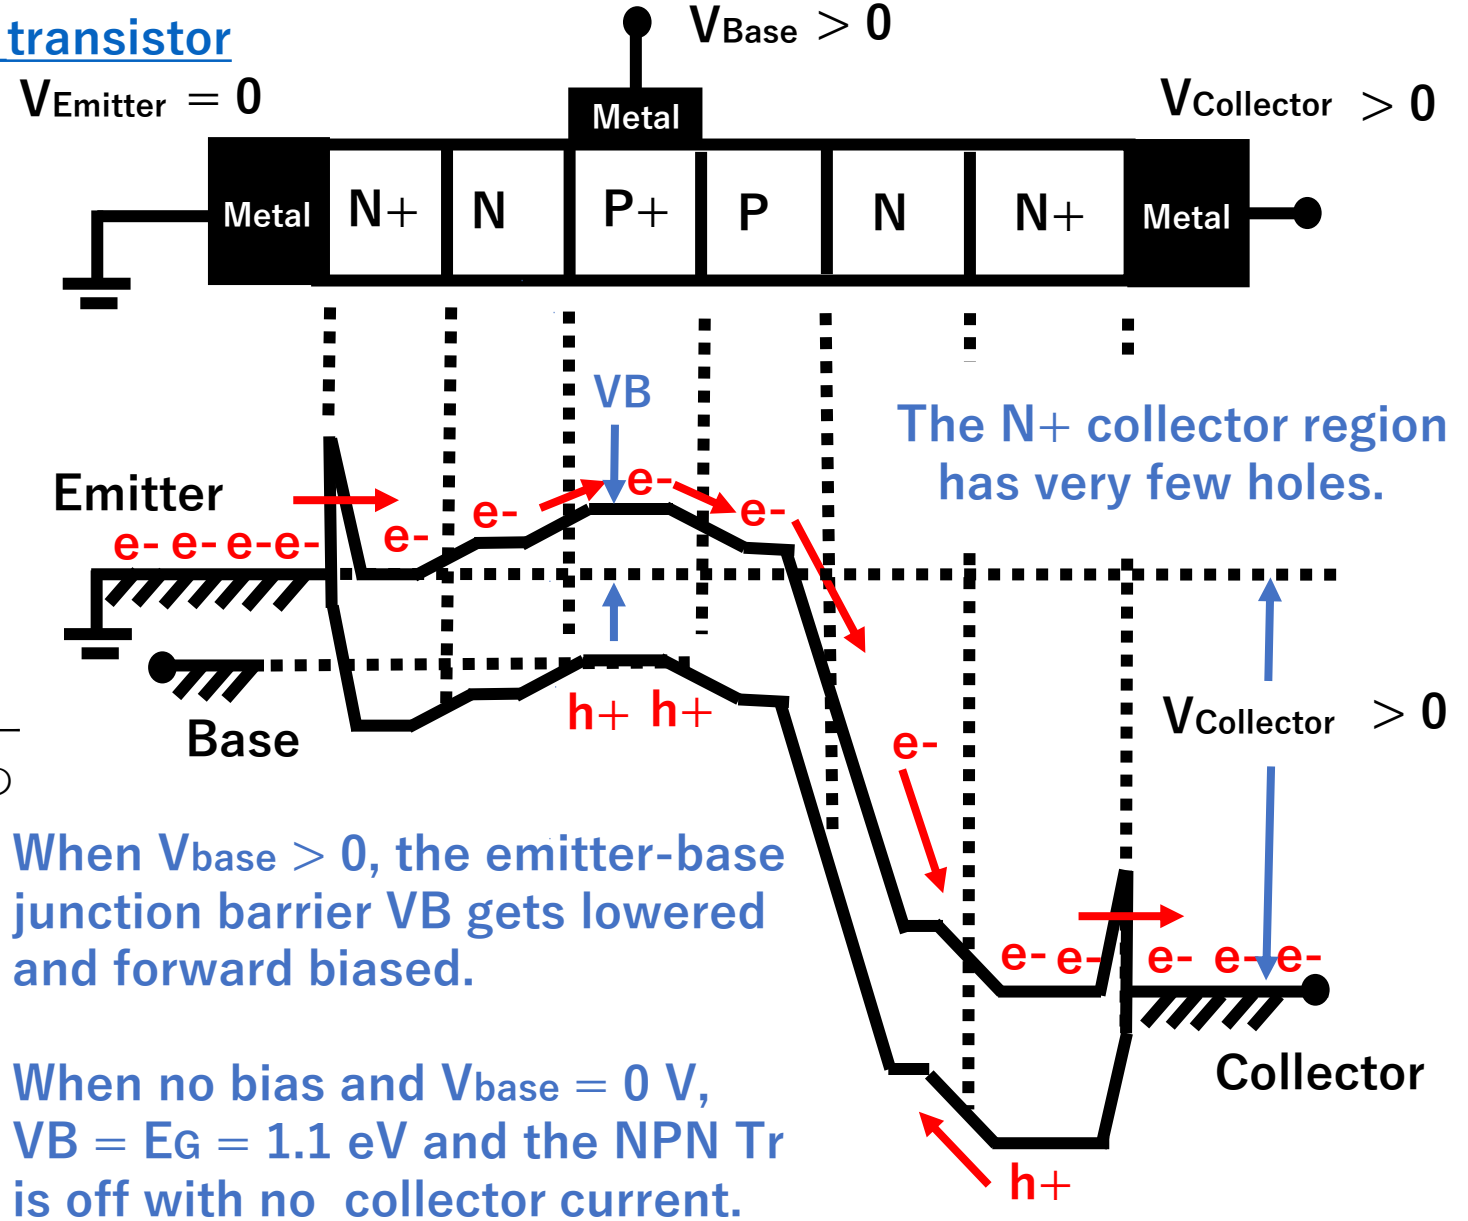 transistor
VBase > 0
VEmitter = 0
VCollector > 0
Metal
Metal N+ N P+ P N N+ Metal
VB
The N+ collector region
has very few holes.
Emitter
e- e- e- e- e- e- e- e-
h+ h+
Base
VCollector > 0
e-
When Vbase > 0, the emitter-base
junction barrier VB gets lowered
and forward biased.
e- e- e- e- e-
Collector
When no bias and Vbase = 0 V,
VB = EG = 1.1 eV and the NPN Tr
is off with no collector current.
h+